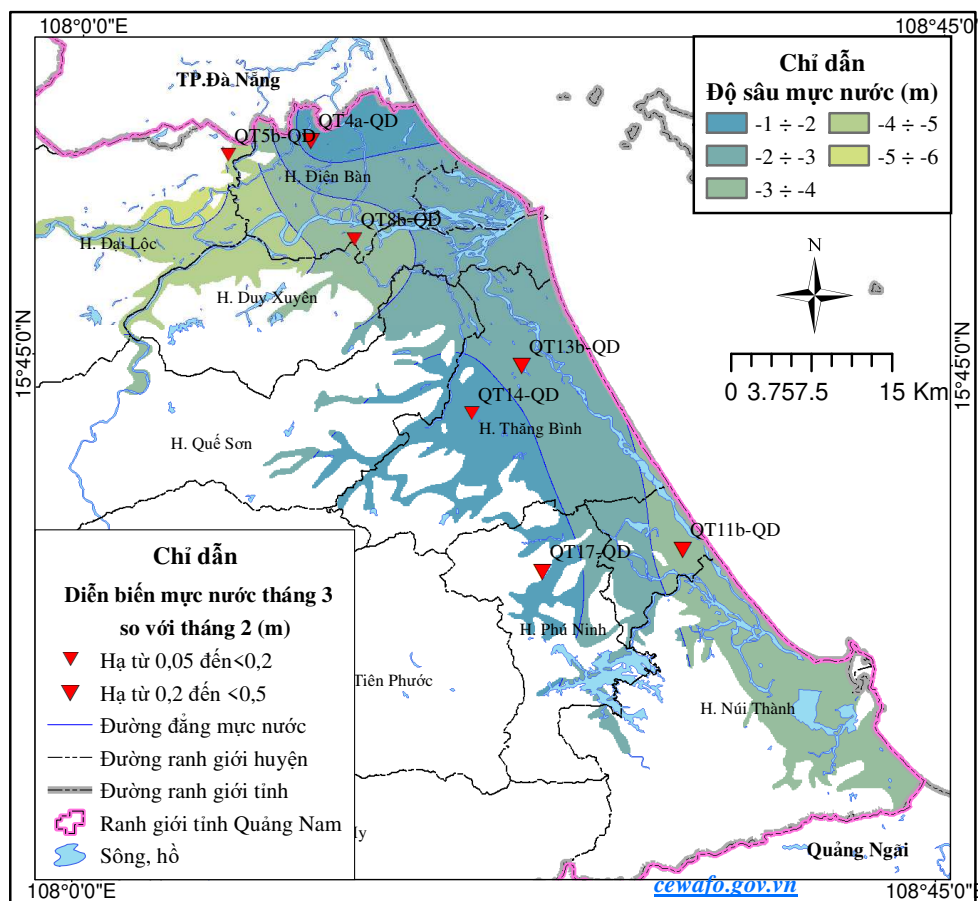 108°0'0"E
108°45'0"E
TP.Đà Nẵng
Chỉ dẫn
Độ sâu mực nước (m)
-1 ÷ -2
-4 ÷ -5
-2 ÷ -3
-5 ÷ -6
-3 ÷ -4
QT4a-QD
QT5b-QD
H. Điện Bàn
QT8b-QD
H. Đại Lộc
N
H. Duy Xuyên
15°45'0"N
15°45'0"N
QT13b-QD
0 3.757.5 15 Km
QT14-QD
H. Thăng Bình
H. Quế Sơn
QT11b-QD
QT17-QD
Chỉ dẫn
Diễn biến mực nước tháng 3
so với tháng 2 (m)
Hạ từ 0,05 đến<0,2
Hạ từ 0,2 đến <0,5
Đường đẳng mực nước
Đường ranh giới huyện
Đường ranh giới tỉnh
Ranh giới tỉnh Quảng Nam
Sông, hồ
H. Phú Ninh
Tiên Phước
H. Núi Thành
Quảng Ngãi
cewafo.gov.vn
108°0'0"E